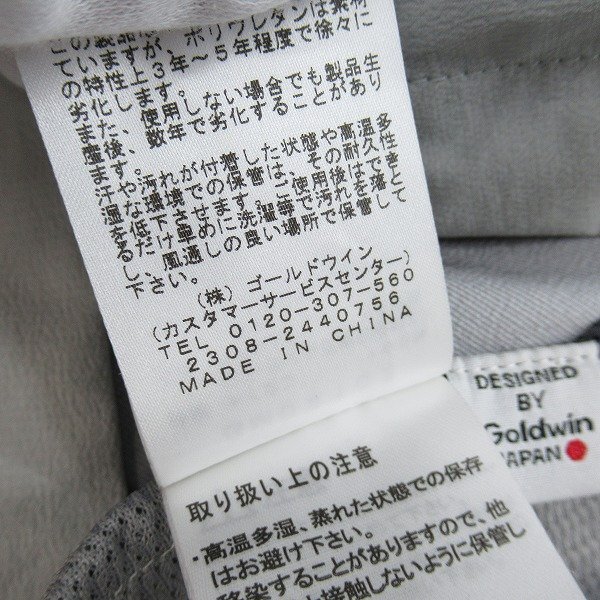 この製品
ていますが、ポリウレタンは素材
の特性上3年～5年程度で徐々に
劣化します。
また、使用しない場合でも製品生
産後、数年で劣化することがあり
ます。
汗や汚れが付着した状態や高温多
湿な環境での保管は、その耐久性
を低下させます。ご使用後はでき
るだけ早めに洗濯等で汚れを落と
し、風通しの良い場所で保管して
下さい。
(株)ゴールドウイン
(カスタマーサービスセンター)
TEL 0120-307-560
2308-2440756
MADE IN CHINA
取り扱い上の注意
・高温多湿、蒸れた状態での保存
はお避け下さい。
移染することがありますので、他
接触しないように保管し
DESIGNED
BY
Goldwin
JAPAN